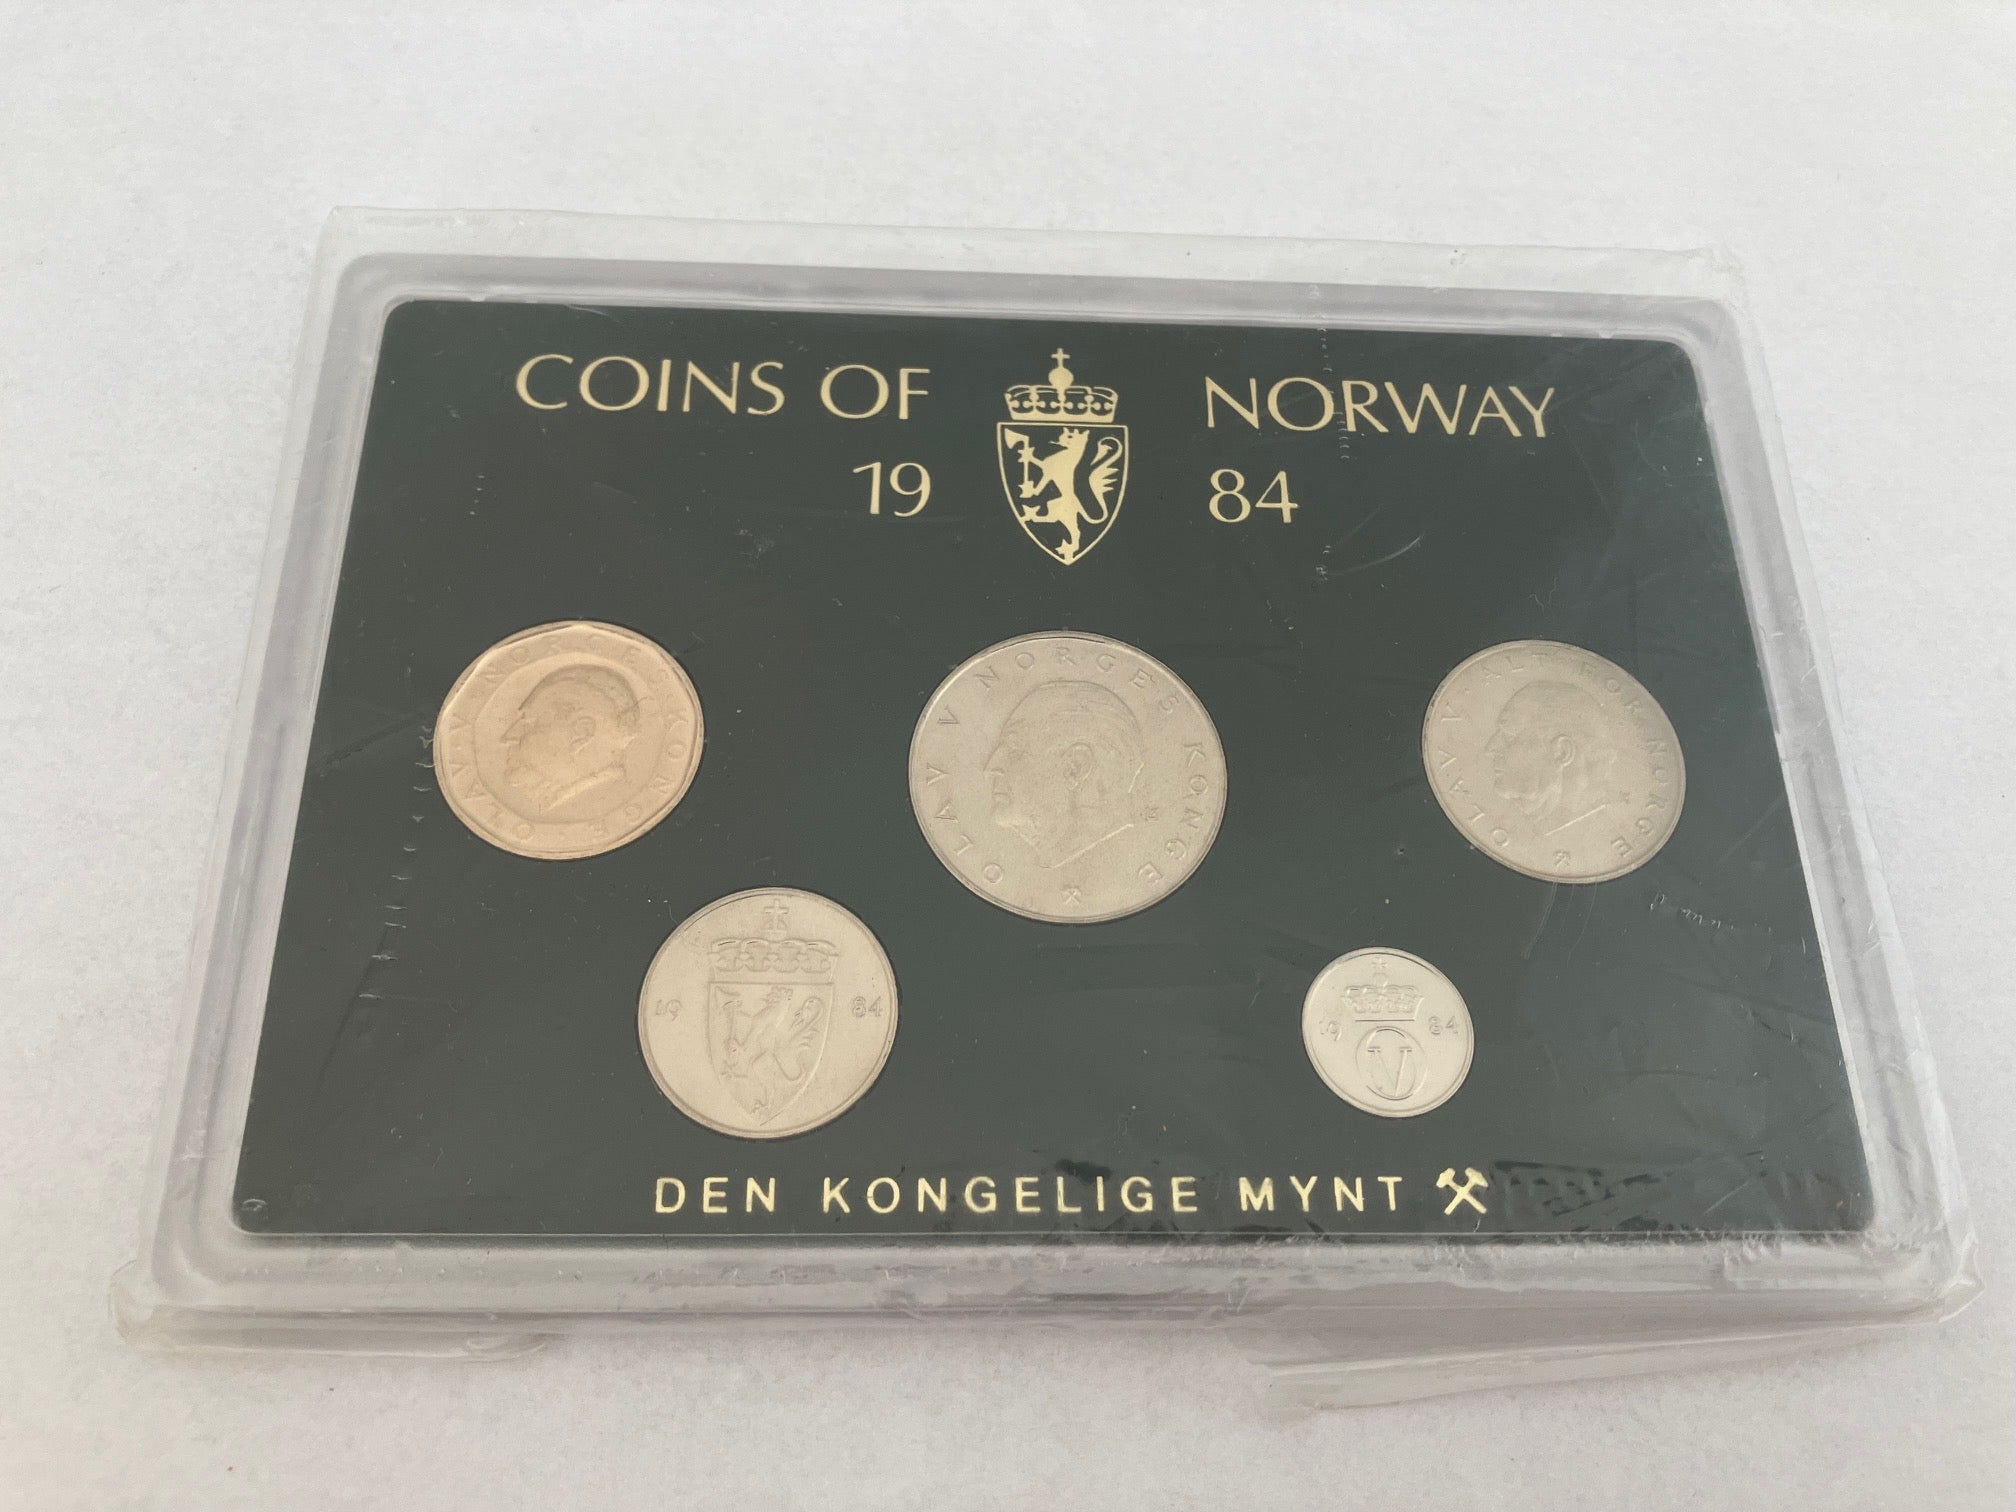 COINS OF NORWAY
19 84
OLAV·V NORGES KONGE
OLAV V NORGES KONGE
OLAV V·ALT FOR NORGE
19 84
19 84
V
DEN KONGELIGE MYNT